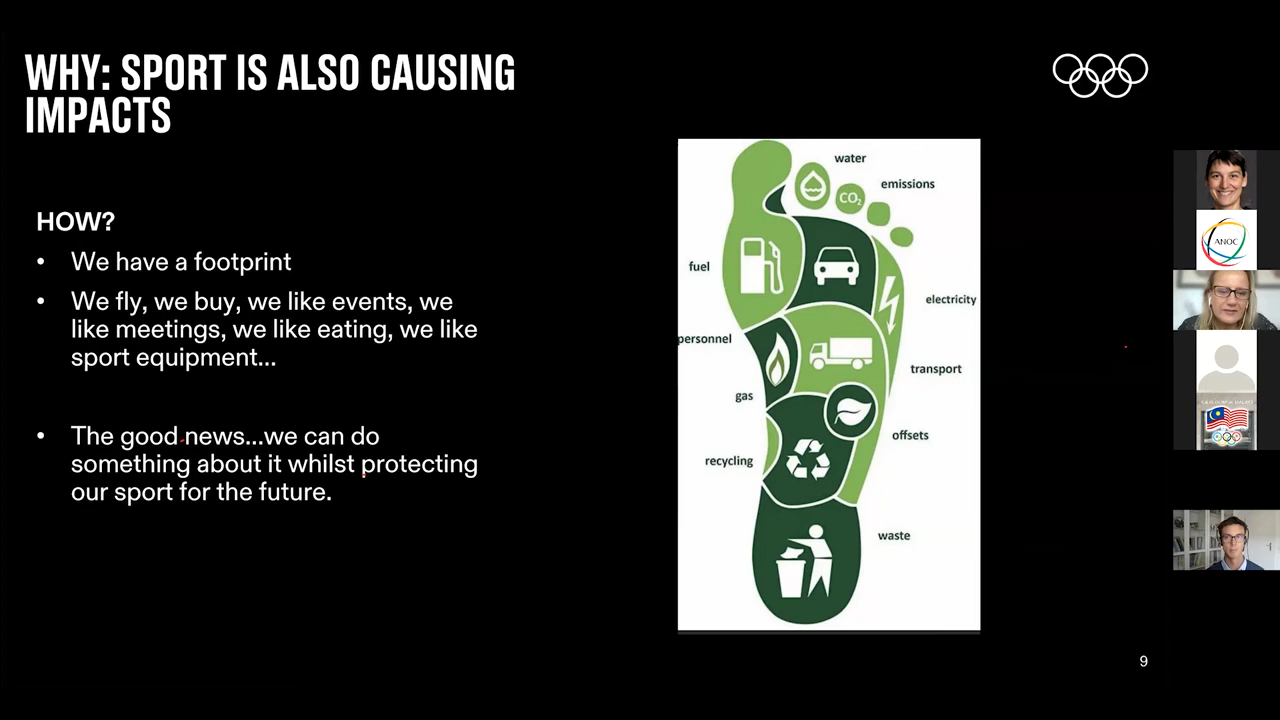 WHY: SPORT IS ALSO CAUSING
IMPACTS
HOW?
• We have a footprint
• We fly, we buy, we like events, we
like meetings, we like eating, we like
sport equipment...
• The good news...we can do
something about it whilst protecting
our sport for the future.
water
emissions
CO2
fuel
electricity
personnel
transport
gas
offsets
recycling
waste
ANOC
9